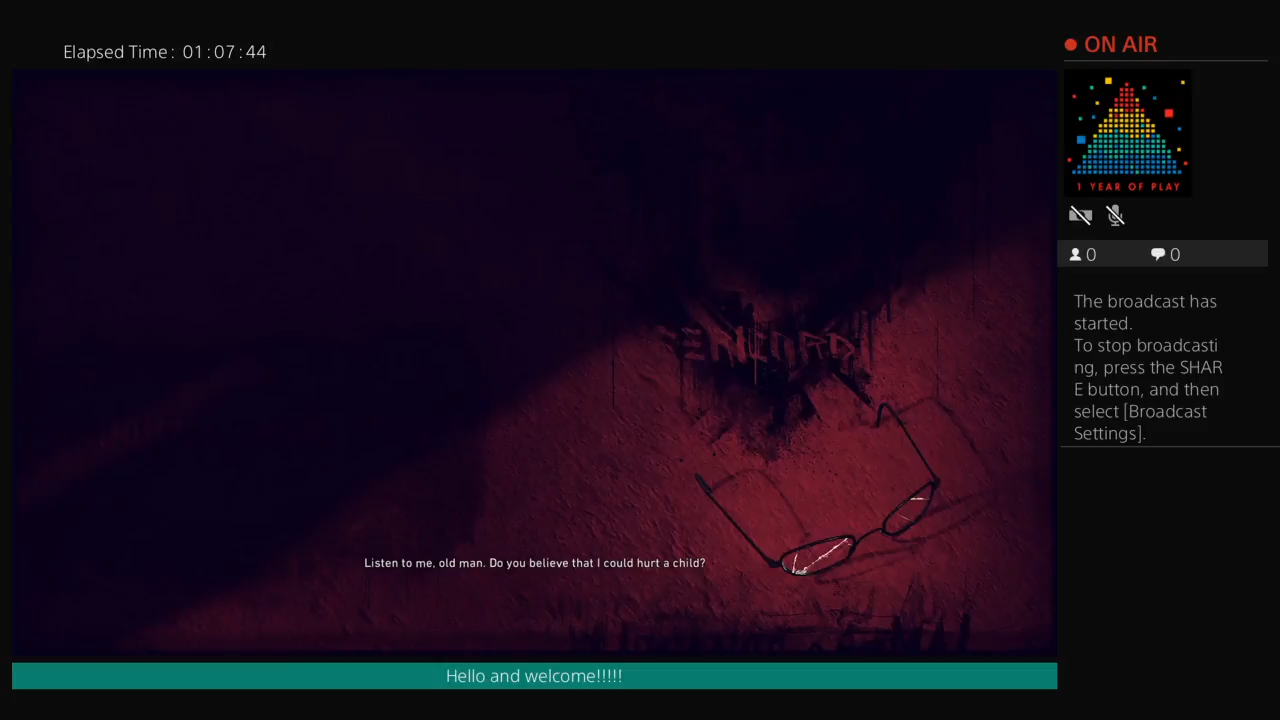 Elapsed Time: 01:07:44
ON AIR
1 YEAR OF PLAY
0
0
The broadcast has
started.
To stop broadcasti
ng, press the SHAR
E button, and then
select [Broadcast
Settings].
Listen to me, old man. Do you believe that I could hurt a child?
Hello and welcome!!!!!